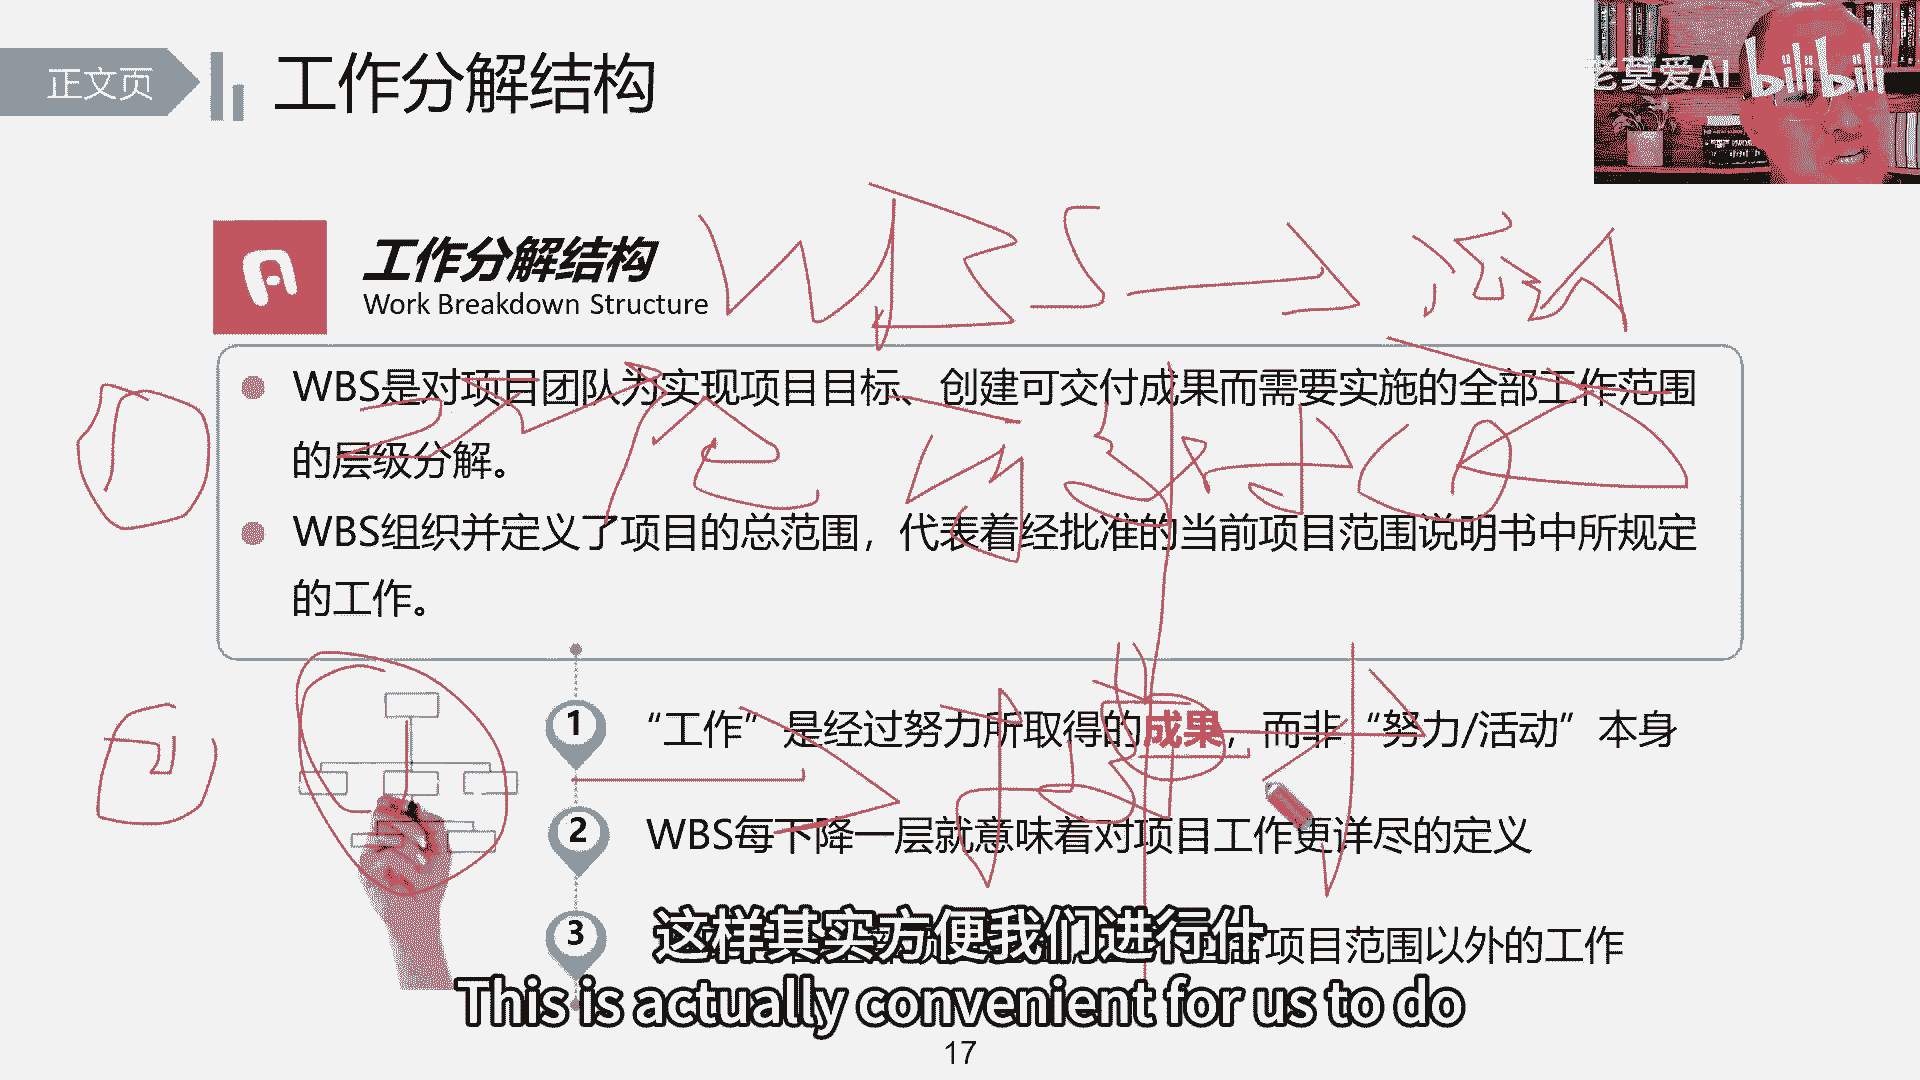 正文页
工作分解结构
老莫爱AI
bilibili
工作分解结构
Work Breakdown Structure
WBS
WBS是对项目团队为实现项目目标、创建可交付成果而需要实施的全部工作范围
的层级分解。
WBS组织并定义了项目的总范围，代表着经批准的当前项目范围说明书中所规定
的工作。
1
“工作”是经过努力所取得的成果，而非“努力/活动”本身
2
WBS每下降一层就意味着对项目工作更详尽的定义
3
项目范围以外的工作
这样其实方便我们进行什
This is actually convenient for us to do
17